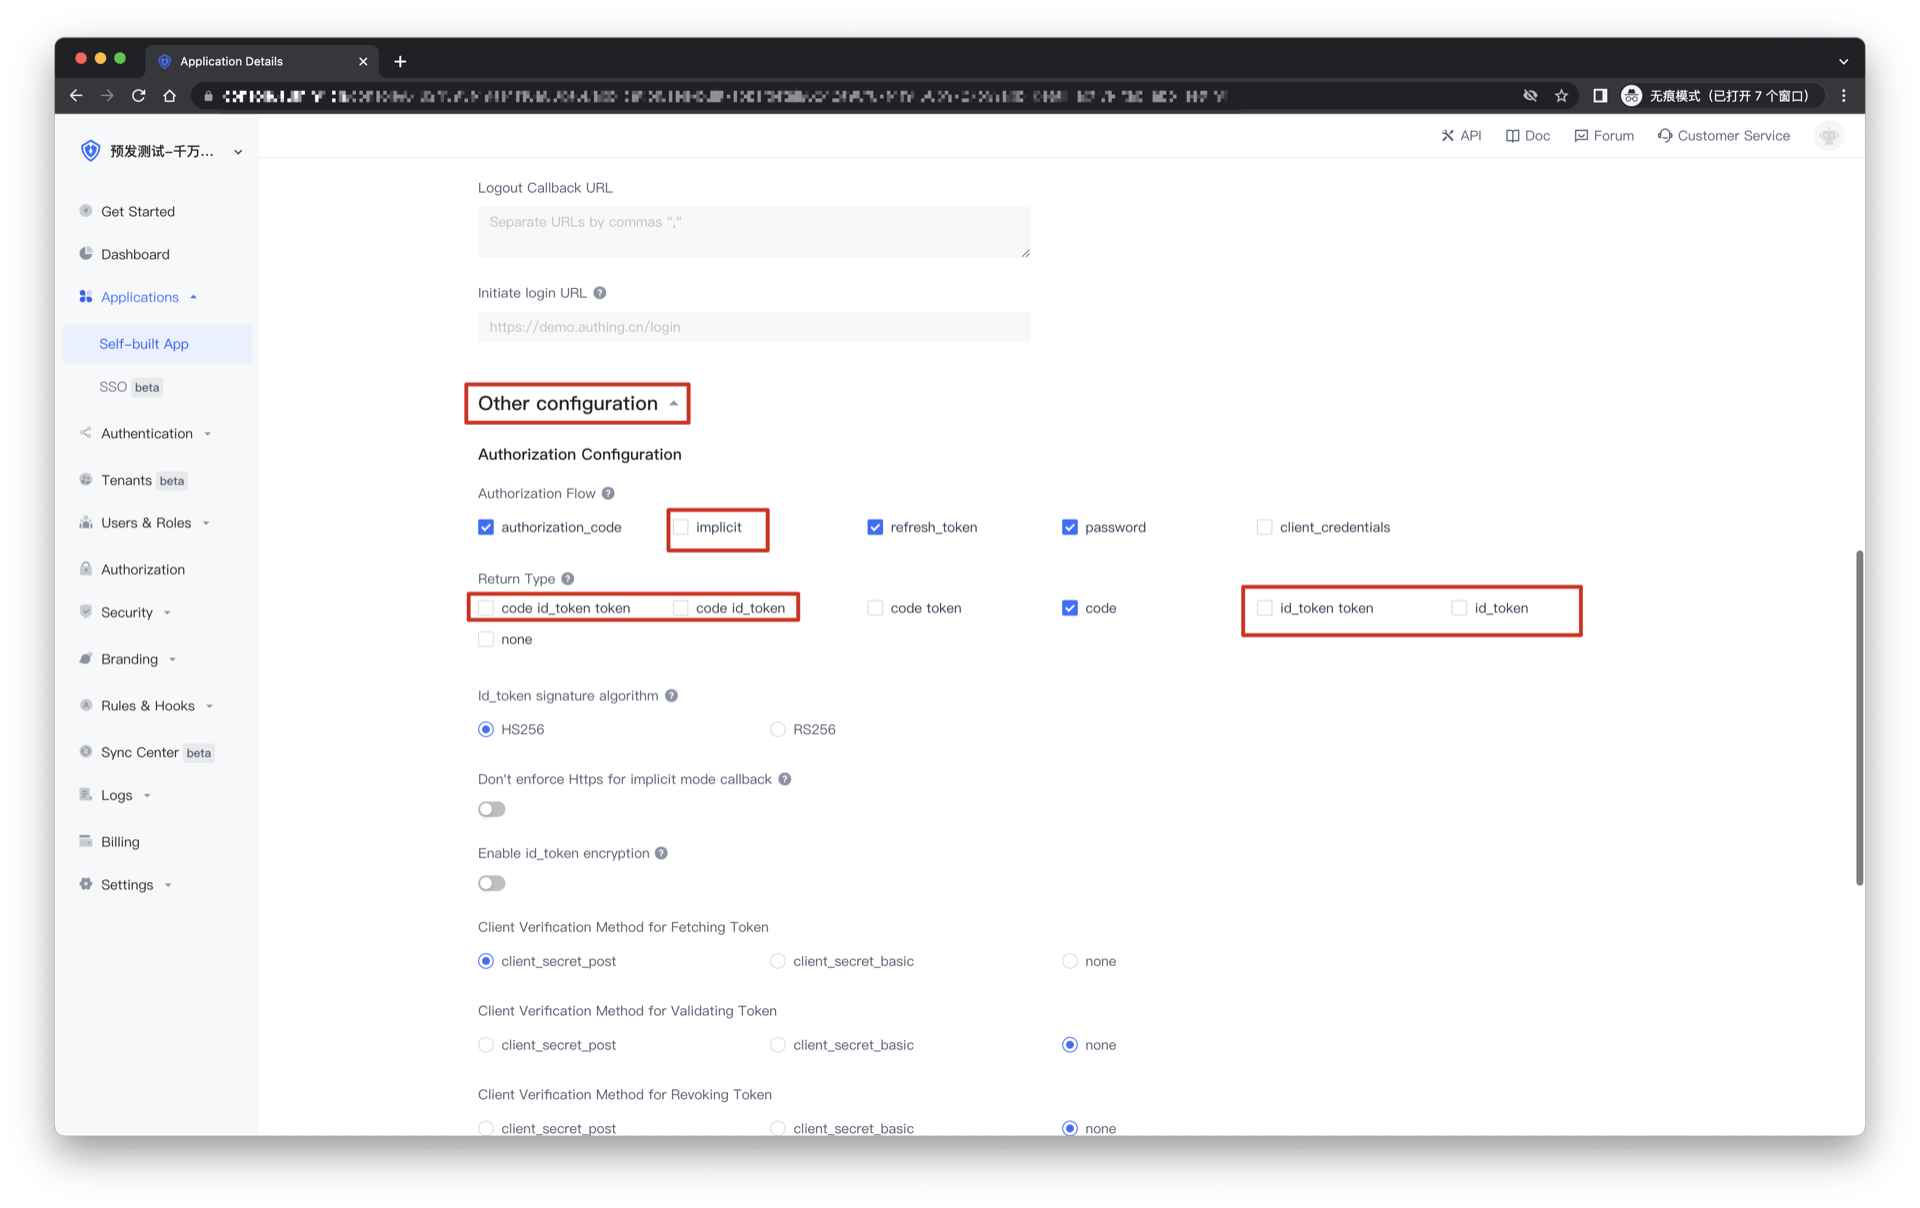 Application Details
无痕模式（已打开 7 个窗口）
预发测试-千万...
API Doc Forum Customer Service
Get Started
Dashboard
Applications
Self-built App
SSO beta
Authentication
Tenants beta
Users & Roles
Authorization
Security
Branding
Rules & Hooks
Sync Center beta
Logs
Billing
Settings
Logout Callback URL
Separate URLs by commas ","
Initiate login URL
https://demo.authing.cn/login
Other configuration
Authorization Configuration
Authorization Flow
authorization_code implicit refresh_token password client_credentials
Return Type
code id_token token code id_token code token code id_token token id_token
none
Id_token signature algorithm
HS256 RS256
Don't enforce Https for implicit mode callback
Enable id_token encryption
Client Verification Method for Fetching Token
client_secret_post client_secret_basic none
Client Verification Method for Validating Token
client_secret_post client_secret_basic none
Client Verification Method for Revoking Token
client_secret_post client_secret_basic none